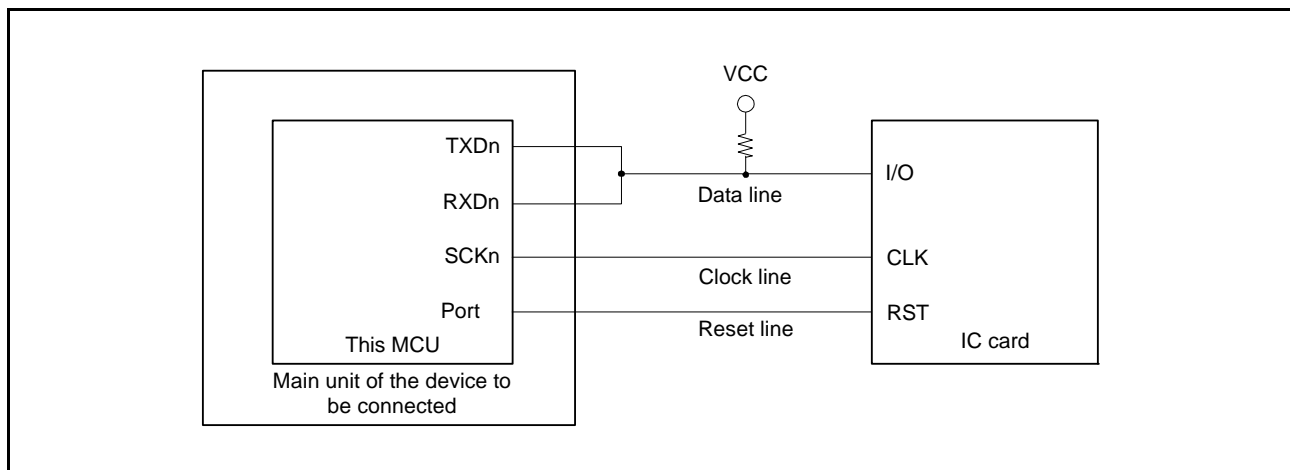 VCC
TXDn
RXDn
SCKn
Port
This MCU
Main unit of the device to
be connected
Data line
Clock line
Reset line
I/O
CLK
RST
IC card